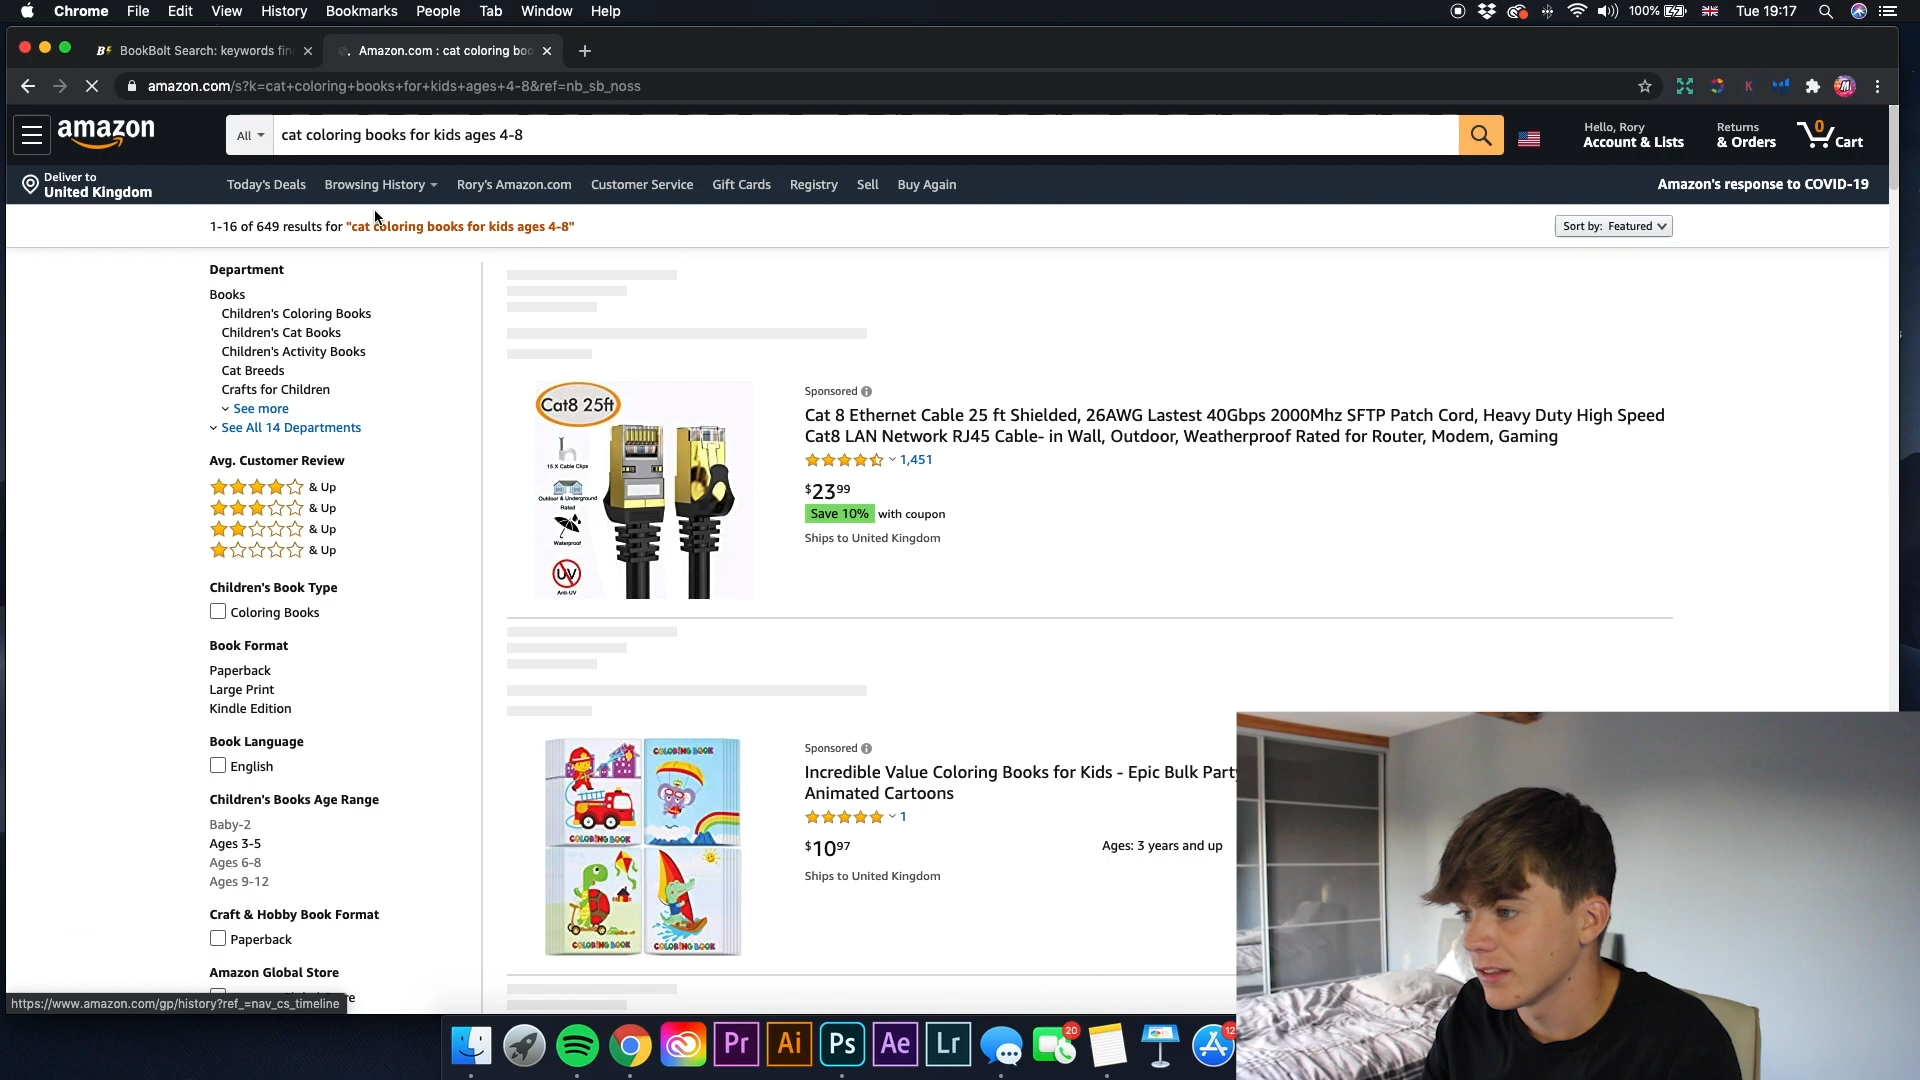 Chrome File Edit View History Bookmarks People Tab Window Help
100% Tue 19:17
BookBolt Search: keywords fin
Amazon.com : cat coloring boo
amazon.com/s?k=cat+coloring+books+for+kids+ages+4-8&ref=nb_sb_noss
amazon
All
cat coloring books for kids ages 4-8
Hello, Rory
Account & Lists
Returns
& Orders
0
Cart
Deliver to
United Kingdom
Today's Deals Browsing History Rory's Amazon.com Customer Service Gift Cards Registry Sell Buy Again
Amazon's response to COVID-19
1-16 of 649 results for "cat coloring books for kids ages 4-8"
Sort by: Featured
Department
Books
Children's Coloring Books
Children's Cat Books
Children's Activity Books
Cat Breeds
Crafts for Children
See more
See All 14 Departments
Avg. Customer Review
& Up
& Up
& Up
& Up
Children's Book Type
Coloring Books
Book Format
Paperback
Large Print
Kindle Edition
Book Language
English
Children's Books Age Range
Baby-2
Ages 3-5
Ages 6-8
Ages 9-12
Craft & Hobby Book Format
Paperback
Amazon Global Store
https://www.amazon.com/gp/history?ref_=nav_cs_timeline
Cat8 25ft
15 X Cable Clips
Outdoor & Underground
Rated
Waterproof
UV
Anti-UV
Sponsored
Cat 8 Ethernet Cable 25 ft Shielded, 26AWG Lastest 40Gbps 2000Mhz SFTP Patch Cord, Heavy Duty High Speed
Cat8 LAN Network RJ45 Cable- in Wall, Outdoor, Weatherproof Rated for Router, Modem, Gaming
1,451
$23 99
Save 10% with coupon
Ships to United Kingdom
COLORING BOOK
COLORING BOOK
COLORING BOOK
COLORING BOOK
Sponsored
Incredible Value Coloring Books for Kids - Epic Bulk Party
Animated Cartoons
1
$10 97
Ages: 3 years and up
Ships to United Kingdom
Pr Ai Ps Ae Lr
20
12